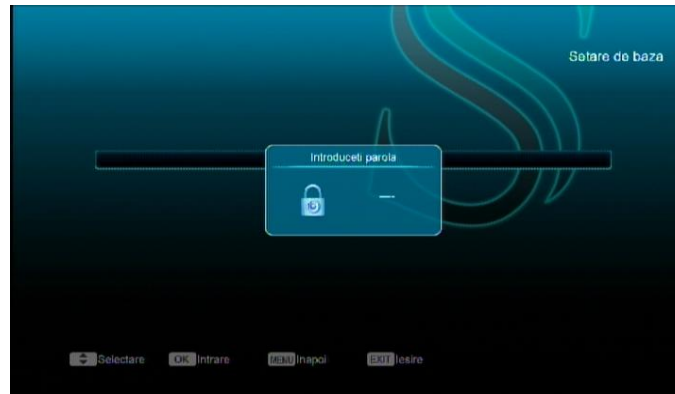 Setare de baza
Introduceti parola
Selectare OK Intrare MENU Inapoi EXIT Iesire